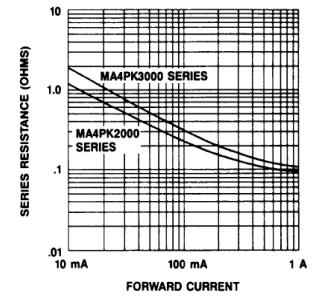 10
1.0
.1
.01
SERIES RESISTANCE (OHMS)
MA4PK3000 SERIES
MA4PK2000
SERIES
10 mA
100 mA
1 A
FORWARD CURRENT